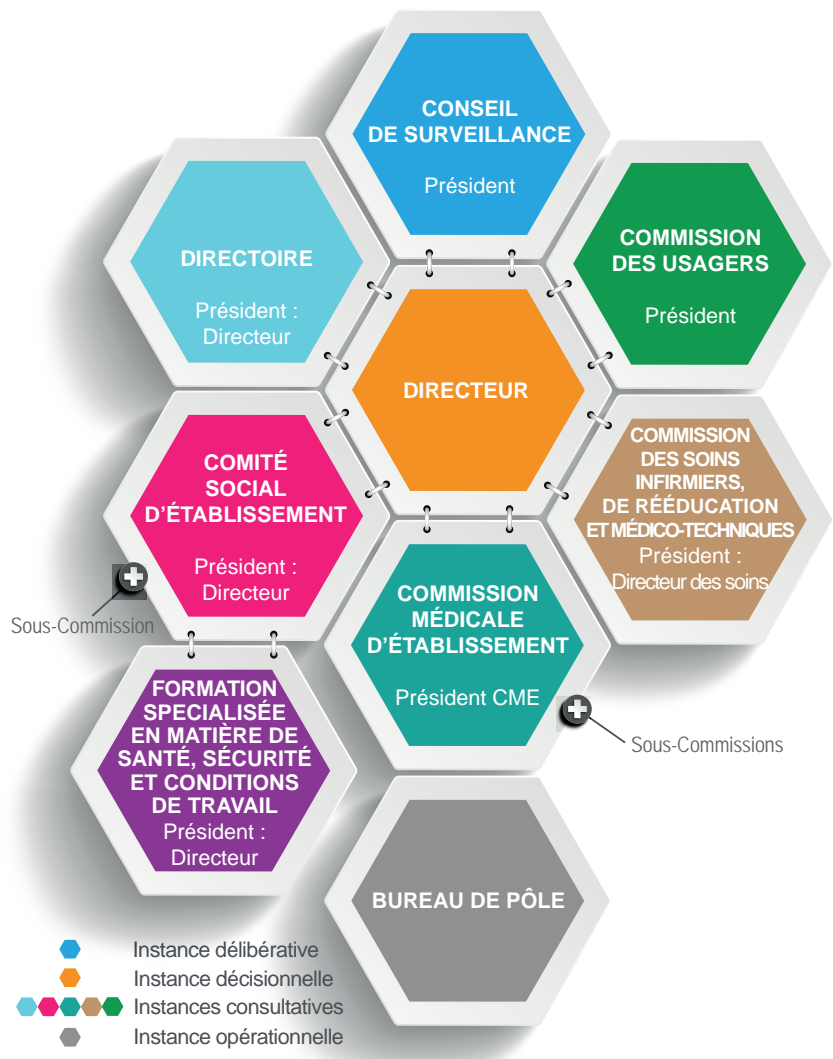 CONSEIL
DE SURVEILLANCE
Président
DIRECTOIRE
Président :
Directeur
COMMISSION
DES USAGERS
Président
DIRECTEUR
COMITÉ
SOCIAL
D'ÉTABLISSEMENT
Président :
Directeur
COMMISSION
DES SOINS
INFIRMIERS,
DE RÉÉDUCATION
ET MÉDICO-TECHNIQUES
Président :
Directeur des soins
Sous-Commission
COMMISSION
MÉDICALE
D'ÉTABLISSEMENT
Président CME
Sous-Commissions
FORMATION
SPECIALISÉE
EN MATIÈRE DE
SANTÉ, SÉCURITÉ
ET CONDITIONS
DE TRAVAIL
Président :
Directeur
BUREAU DE PÔLE
Instance délibérative
Instance décisionnelle
Instances consultatives
Instance opérationnelle